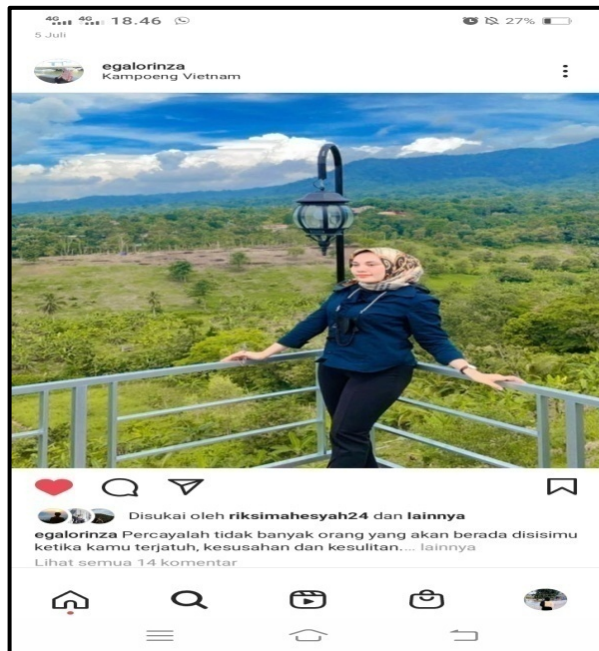 4G 4G 18.46 27%
5 Juli
egalorinza
Kampoeng Vietnam
Disukai oleh riksimahesyah24 dan lainnya
egalorinza Percayalah tidak banyak orang yang akan berada disisimu
ketika kamu terjatuh, kesusahan dan kesulitan.... lainnya
Lihat semua 14 komentar